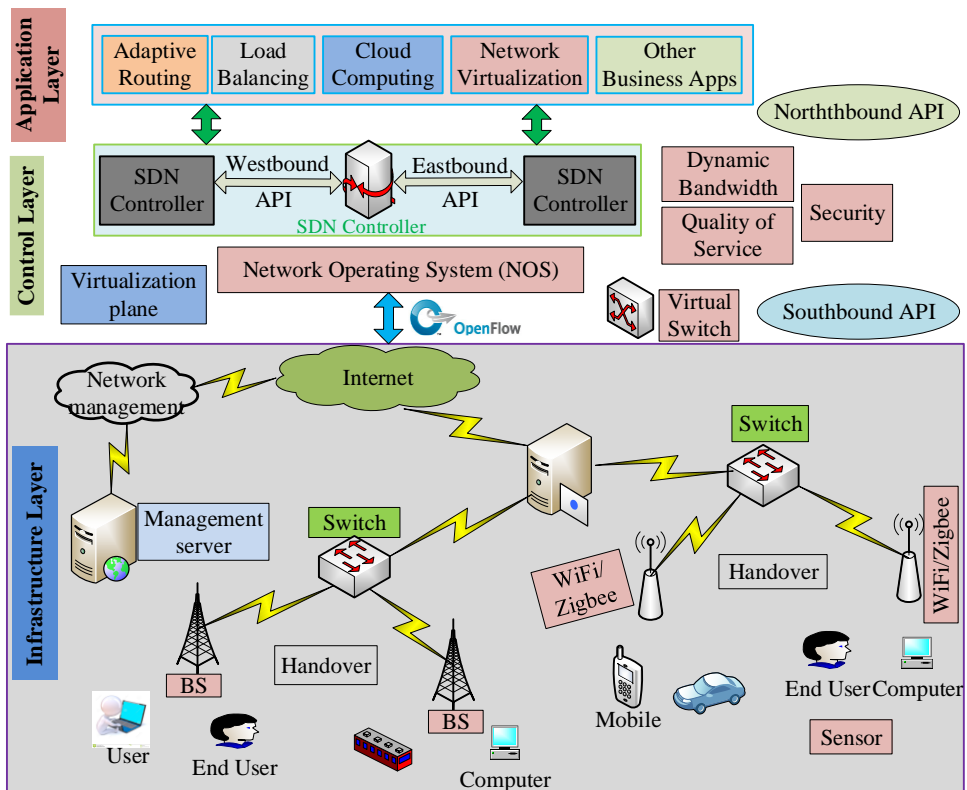 Application
Layer
Adaptive
Routing
Load
Balancing
Cloud
Computing
Network
Virtualization
Other
Business Apps
Norththbound API
Control Layer
SDN
Controller
Westbound
API
Eastbound
API
SDN
Controller
SDN Controller
Dynamic
Bandwidth
Quality of
Service
Security
Network Operating System (NOS)
Virtualization
plane
OpenFlow
Virtual
Switch
Southbound API
Infrastructure Layer
Network
management
Internet
Switch
Management
server
Switch
WiFi/
Zigbee
Handover
WiFi/Zigbee
BS
Handover
BS
Mobile
End User
Computer
User
End User
Computer
Sensor